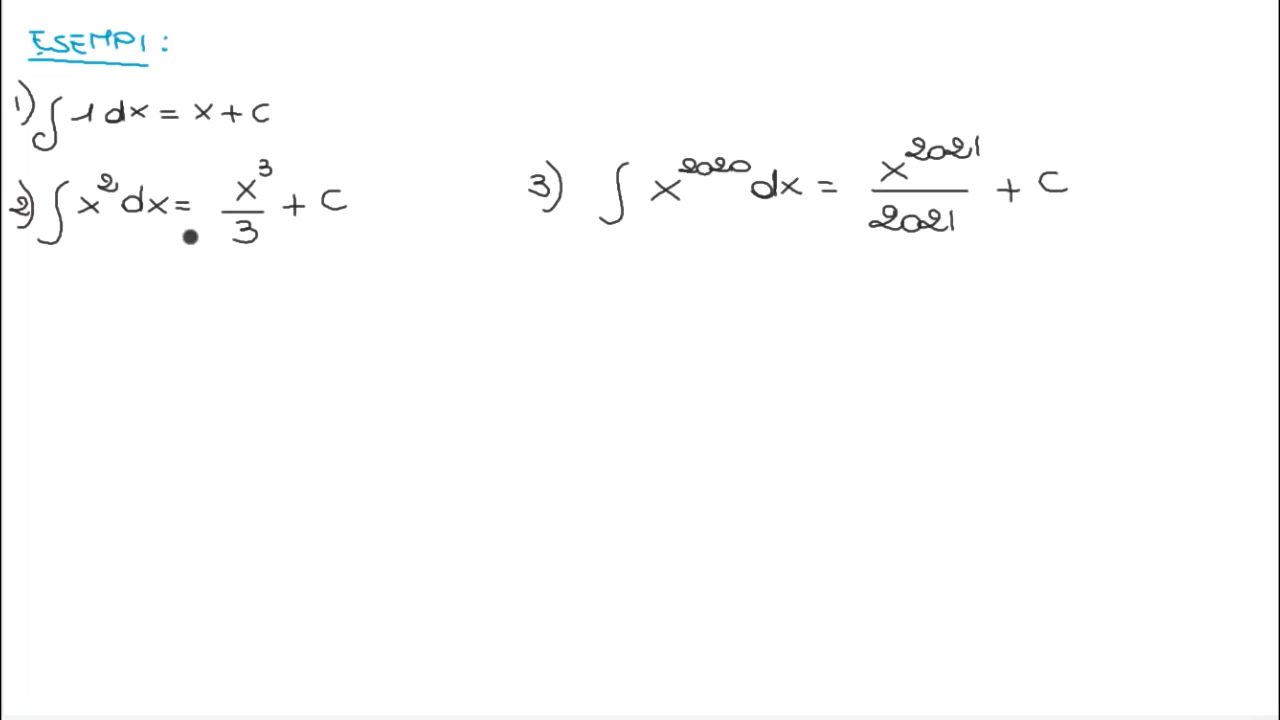 ESEMPI:
1) ∫ 1 dx = x + c
2) ∫ x² dx = x³/3 + c
3) ∫ x²⁰²⁰ dx = x²⁰²¹/2021 + c